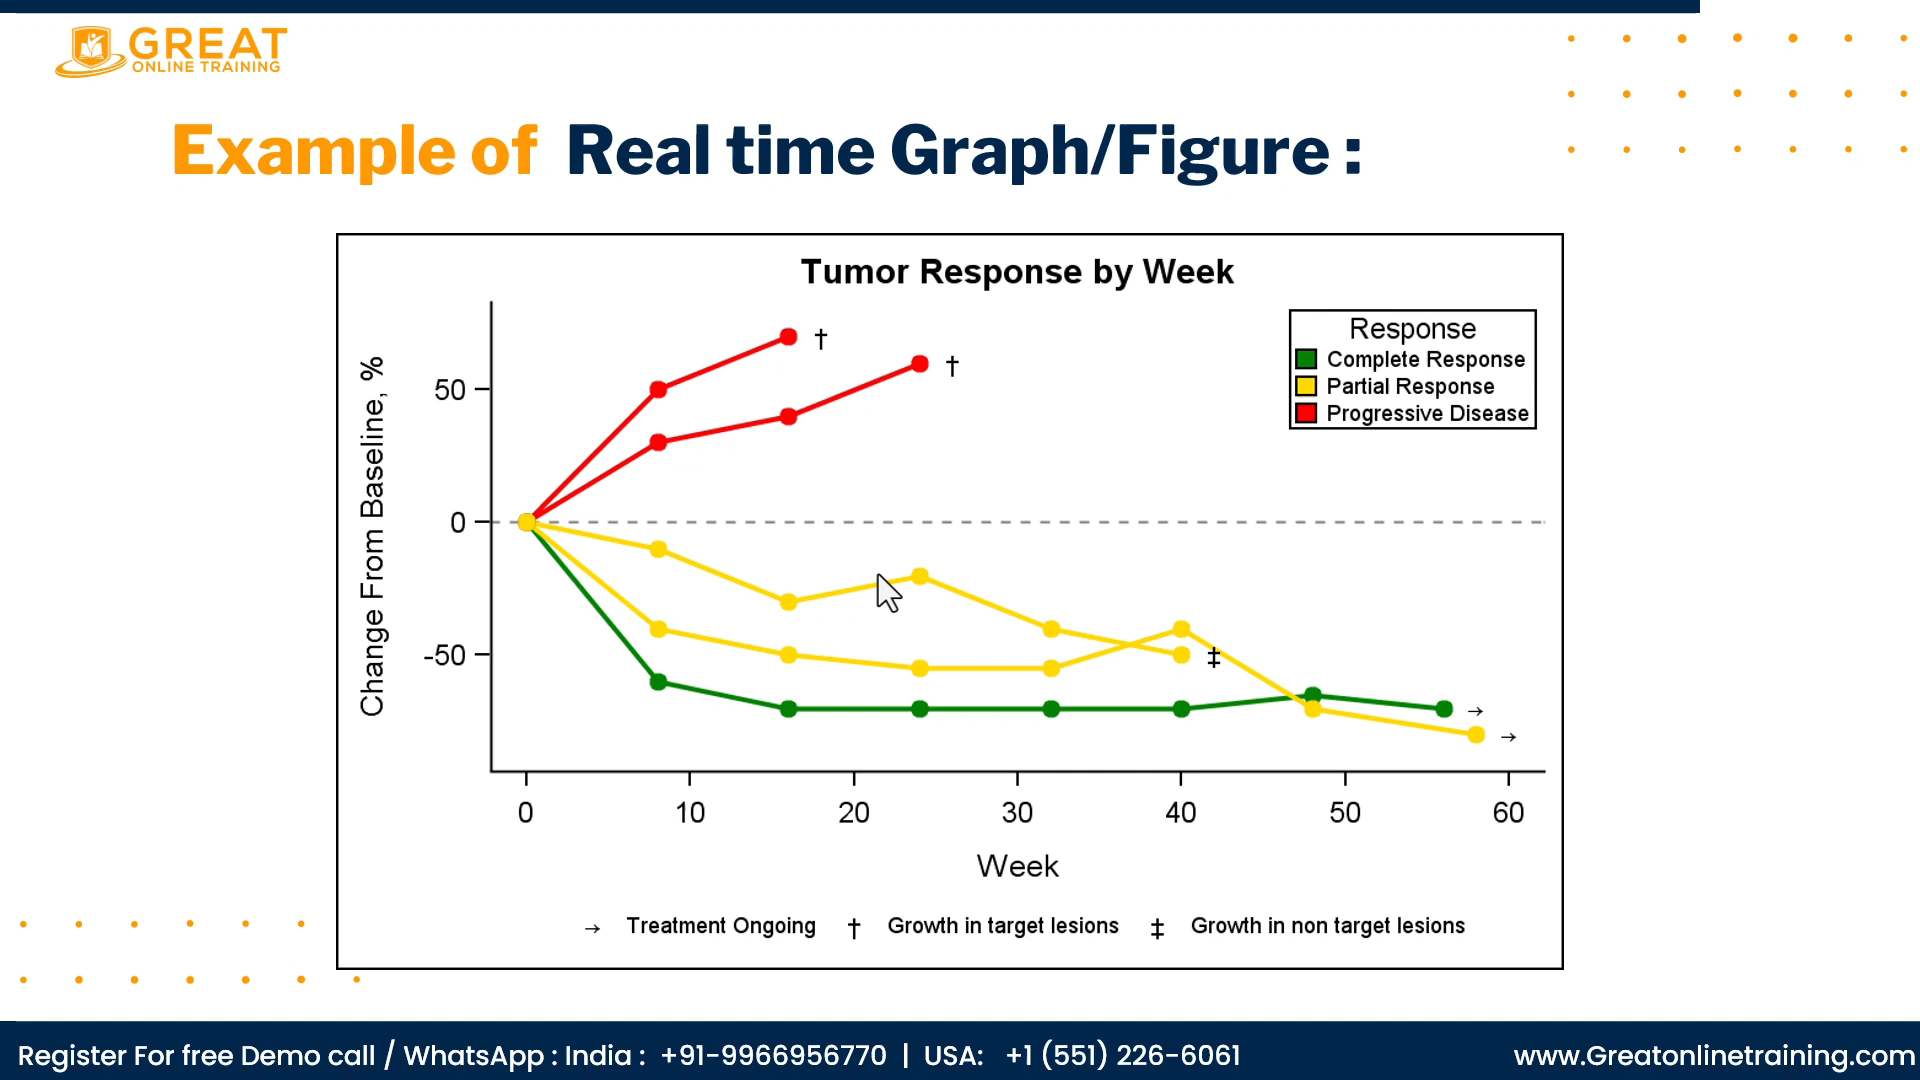 GREAT
ONLINE TRAINING
Example of Real time Graph/Figure :
Tumor Response by Week
Response
Complete Response
Partial Response
Progressive Disease
Change From Baseline, %
50
0
-50
†
†
‡
→
→
0 10 20 30 40 50 60
Week
→ Treatment Ongoing † Growth in target lesions ‡ Growth in non target lesions
Register For free Demo call / WhatsApp : India : +91-9966956770 | USA: +1 (551) 226-6061
www.Greatonlinetraining.com